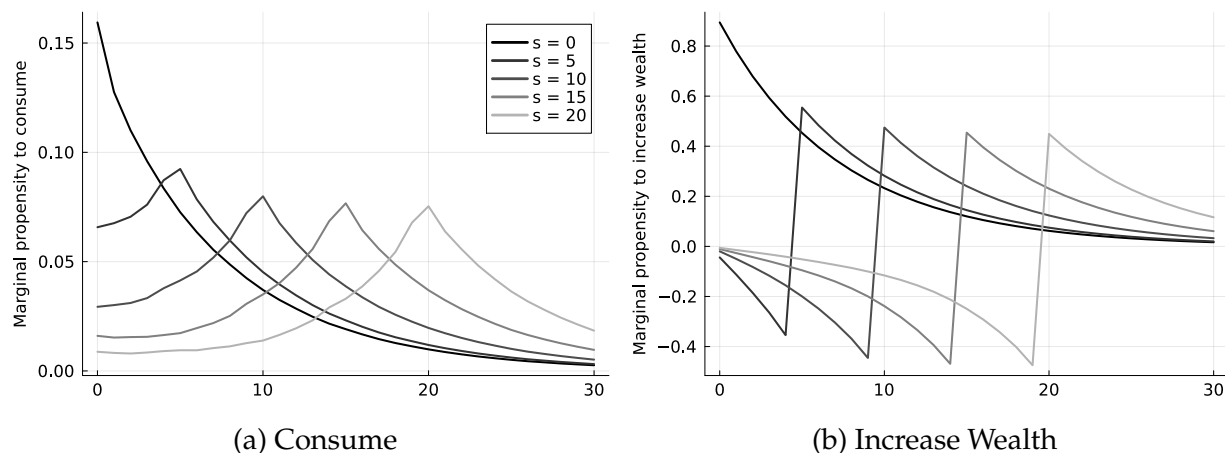 Marginal propensity to consume
0.15
0.10
0.05
0.00
0
10
20
30
s = 0
s = 5
s = 10
s = 15
s = 20
(a) Consume
Marginal propensity to increase wealth
0.8
0.6
0.4
0.2
0.0
−0.2
−0.4
0
10
20
30
(b) Increase Wealth